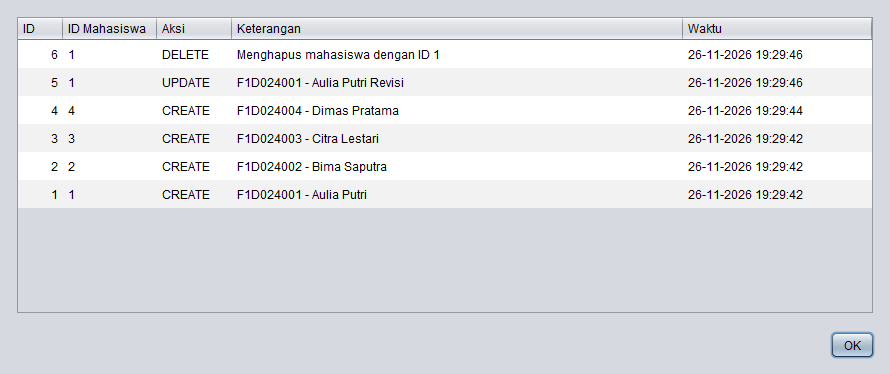 ID ID Mahasiswa Aksi Keterangan Waktu
6 1 DELETE Menghapus mahasiswa dengan ID 1 26-11-2026 19:29:46
5 1 UPDATE F1D024001 - Aulia Putri Revisi 26-11-2026 19:29:46
4 4 CREATE F1D024004 - Dimas Pratama 26-11-2026 19:29:44
3 3 CREATE F1D024003 - Citra Lestari 26-11-2026 19:29:42
2 2 CREATE F1D024002 - Bima Saputra 26-11-2026 19:29:42
1 1 CREATE F1D024001 - Aulia Putri 26-11-2026 19:29:42
OK